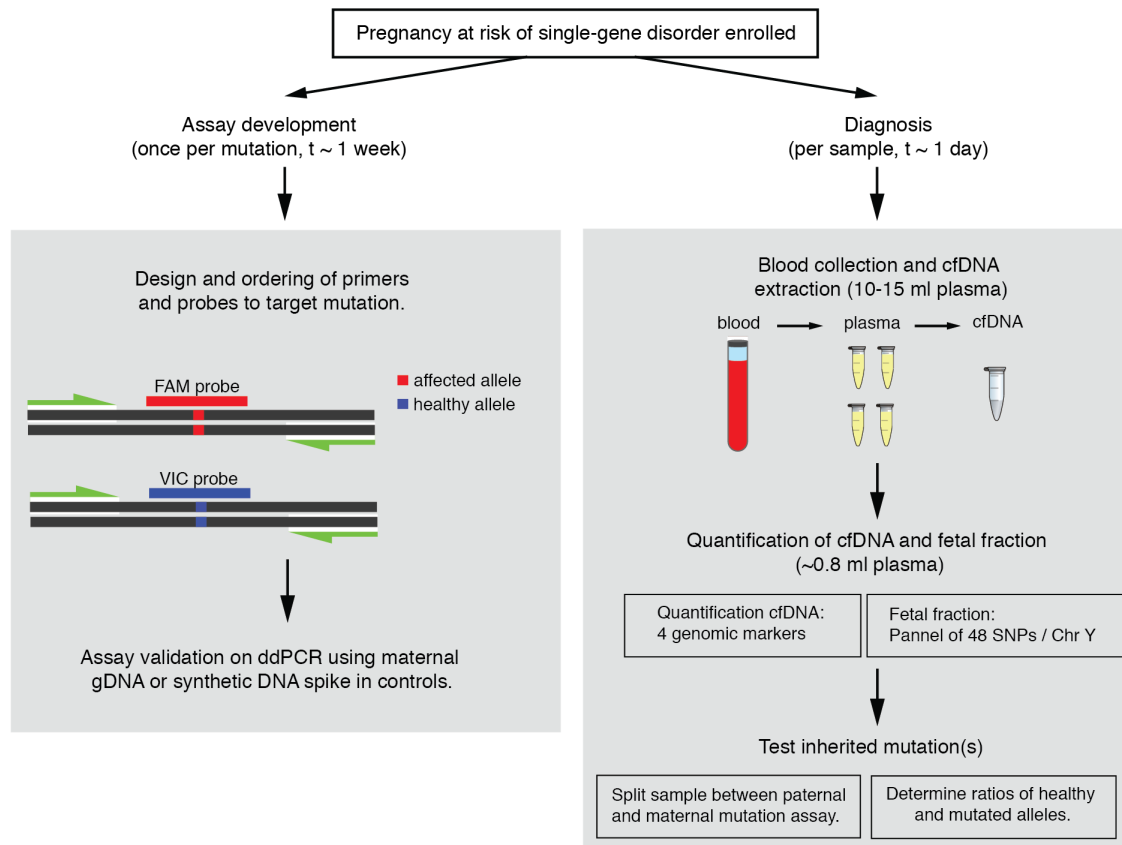 Pregnancy at risk of single-gene disorder enrolled
Assay development
(once per mutation, t ~ 1 week)
Design and ordering of primers
and probes to target mutation.
FAM probe
affected allele
healthy allele
VIC probe
Assay validation on ddPCR using maternal
gDNA or synthetic DNA spike in controls.
Diagnosis
(per sample, t ~ 1 day)
Blood collection and cfDNA
extraction (10-15 ml plasma)
blood
plasma
cfDNA
Quantification of cfDNA and fetal fraction
(~0.8 ml plasma)
Quantification cfDNA:
4 genomic markers
Fetal fraction:
Pannel of 48 SNPs / Chr Y
Test inherited mutation(s)
Split sample between paternal
and maternal mutation assay.
Determine ratios of healthy
and mutated alleles.